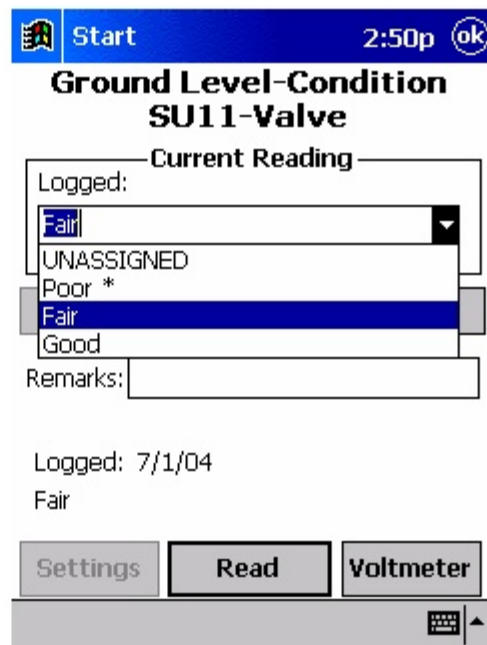 Start 2:50p ok
Ground Level-Condition
SU11-Valve
Current Reading
Logged:
Fair
UNASSIGNED
Poor *
Fair
Good
Remarks:
Logged: 7/1/04
Fair
Settings Read Voltmeter